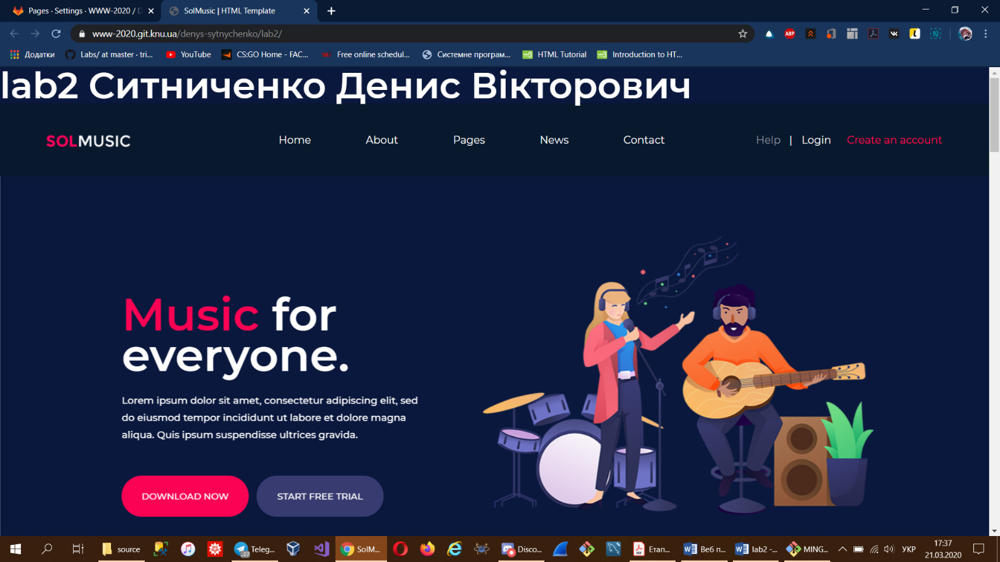 Pages · Settings · WWW-2020 / D
SolMusic | HTML Template
www-2020.git.knu.ua/denys-sytnychenko/lab2/
ABP
Додатки
Labs/ at master · tri...
YouTube
CS:GO Home - FAC...
Free online schedul...
Системне програм...
HTML Tutorial
Introduction to HT...
lab2 Ситниченко Денис Вікторович
SOLMUSIC
Home
About
Pages
News
Contact
Help | Login
Create an account
Music for
everyone.
Lorem ipsum dolor sit amet, consectetur adipiscing elit, sed
do eiusmod tempor incididunt ut labore et dolore magna
aliqua. Quis ipsum suspendisse ultrices gravida.
DOWNLOAD NOW
START FREE TRIAL
source
Teleg...
SolM...
Disco...
Етап...
Веб п...
lab2 -...
MING...
УКР
17:37
21.03.2020